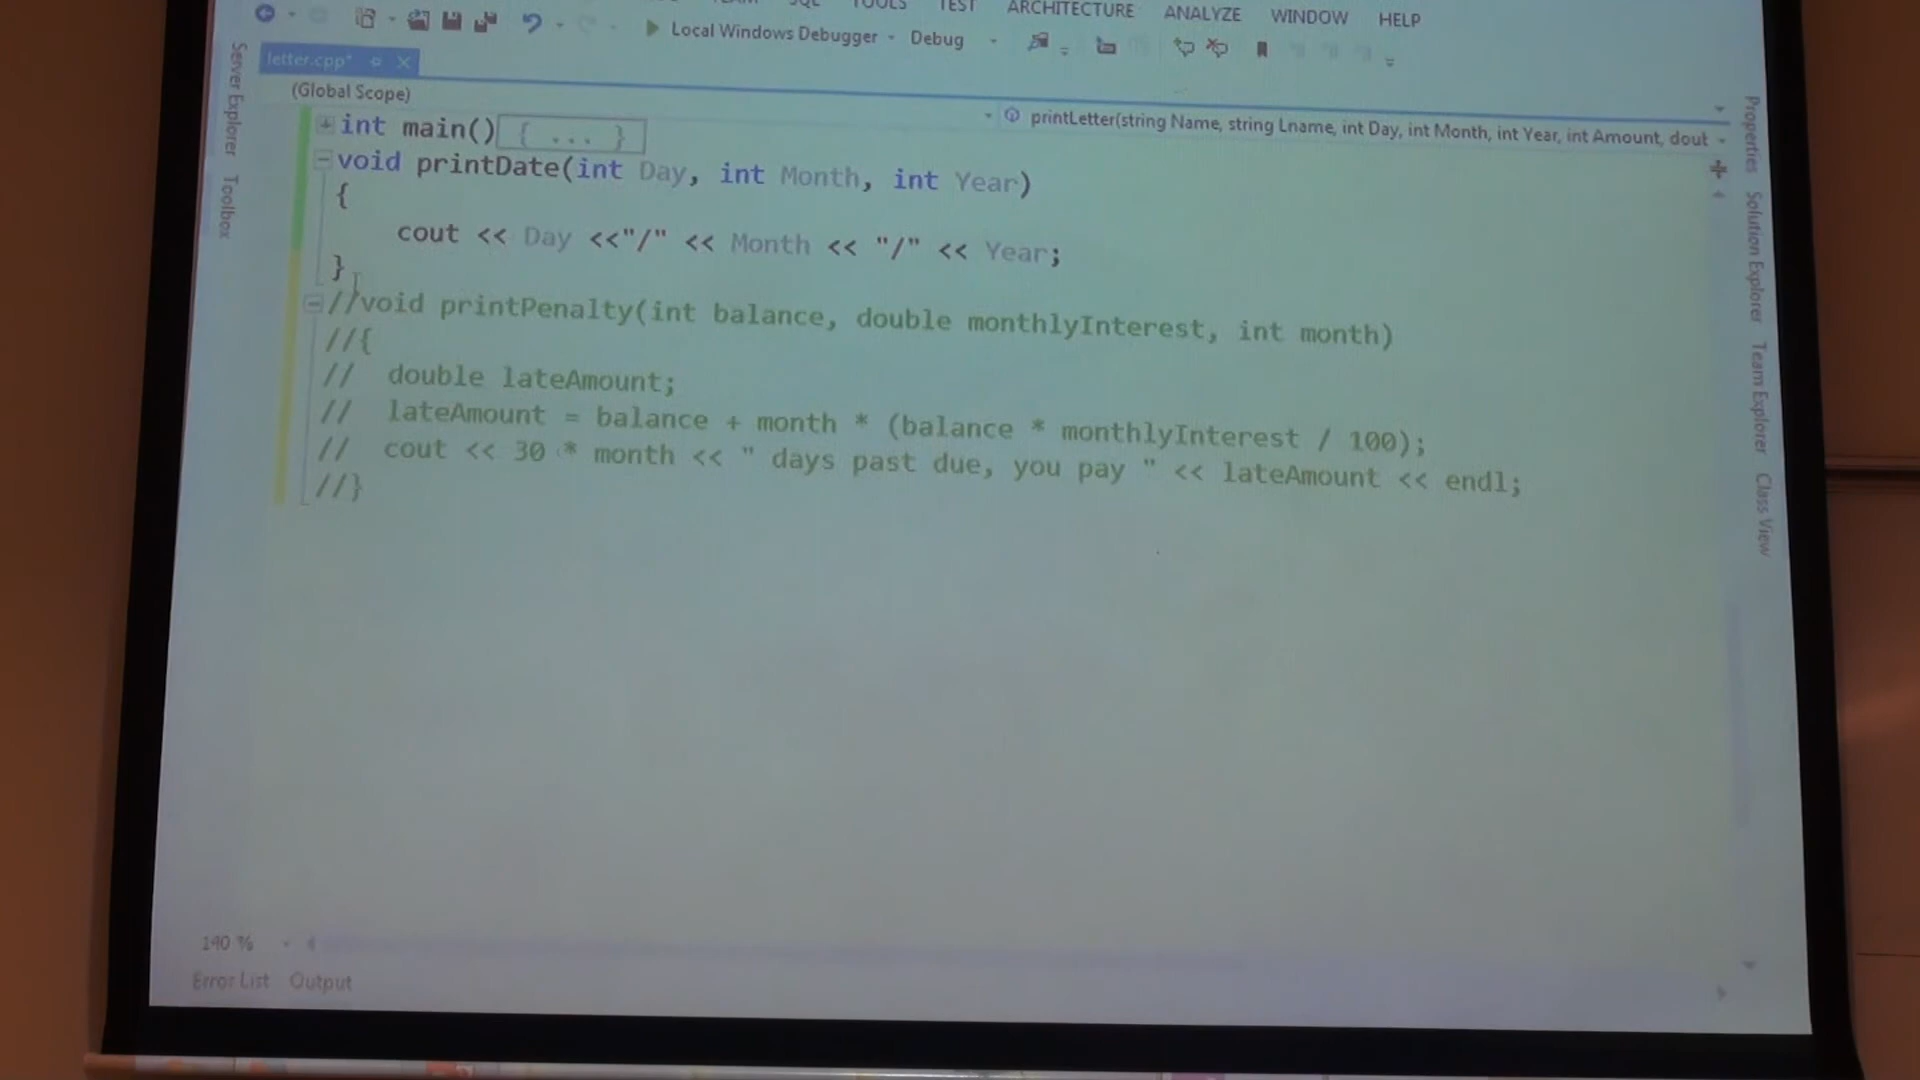 TOOLS TEST ARCHITECTURE ANALYZE WINDOW HELP
Local Windows Debugger Debug
letter.cpp*
(Global Scope)
printLetter(string Name, string Lname, int Day, int Month, int Year, int Amount, dout
int main(){ ... }
void printDate(int Day, int Month, int Year)
{
cout << Day <<"/" << Month << "/" << Year;
}
//void printPenalty(int balance, double monthlyInterest, int month)
//{
// double lateAmount;
// lateAmount = balance + month * (balance * monthlyInterest / 100);
// cout << 30 * month << " days past due, you pay " << lateAmount << endl;
//}
Server Explorer
Toolbox
Properties
Solution Explorer
Team Explorer
Class View
190 %
Error List Output